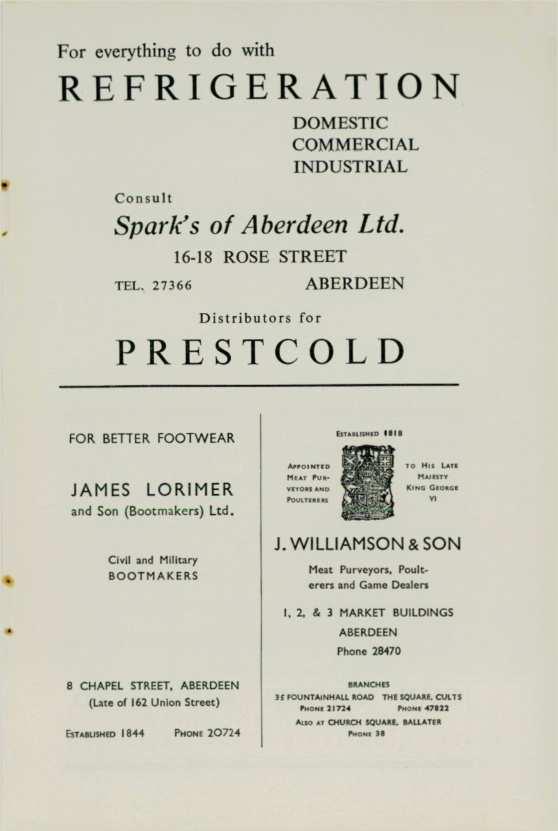 For everything to do with
REFRIGERATION
DOMESTIC
COMMERCIAL
INDUSTRIAL
Consult
Spark's of Aberdeen Ltd.
16-18 ROSE STREET
TEL. 27366 ABERDEEN
Distributors for
PRESTCOLD
FOR BETTER FOOTWEAR
JAMES LORIMER
and Son (Bootmakers) Ltd.
Civil and Military
BOOTMAKERS
8 CHAPEL STREET, ABERDEEN
(Late of 162 Union Street)
ESTABLISHED 1844 PHONE 20724
ESTABLISHED 1818
APPOINTED
MEAT PUR-
VEYORS AND
POULTERERS
TO HIS LATE
MAJESTY
KING GEORGE
VI
J. WILLIAMSON & SON
Meat Purveyors, Poult-
erers and Game Dealers
1, 2, & 3 MARKET BUILDINGS
ABERDEEN
Phone 28470
BRANCHES
35 FOUNTAINHALL ROAD THE SQUARE, CULTS
PHONE 21724 PHONE 47822
ALSO AT CHURCH SQUARE, BALLATER
PHONE 38